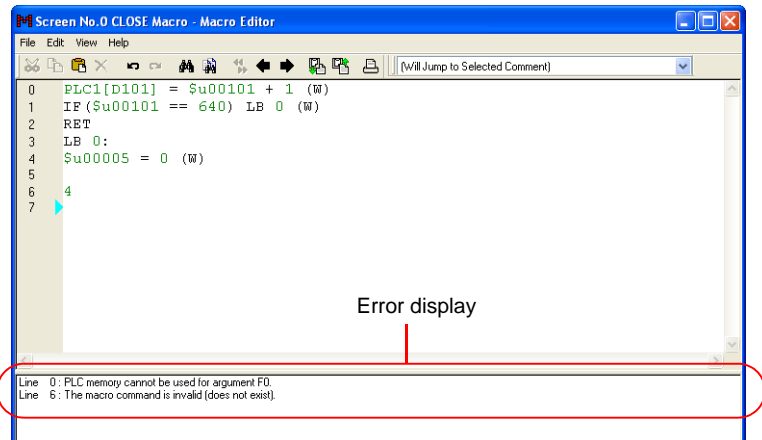 Screen No.0 CLOSE Macro - Macro Editor
File Edit View Help
(Will Jump to Selected Comment)
0 PLC1[D101] = $u00101 + 1 (W)
1 IF($u00101 == 640) LB 0 (W)
2 RET
3 LB 0:
4 $u00005 = 0 (W)
5
6 4
7
Error display
Line 0 : PLC memory cannot be used for argument F0.
Line 6 : The macro command is invalid (does not exist).